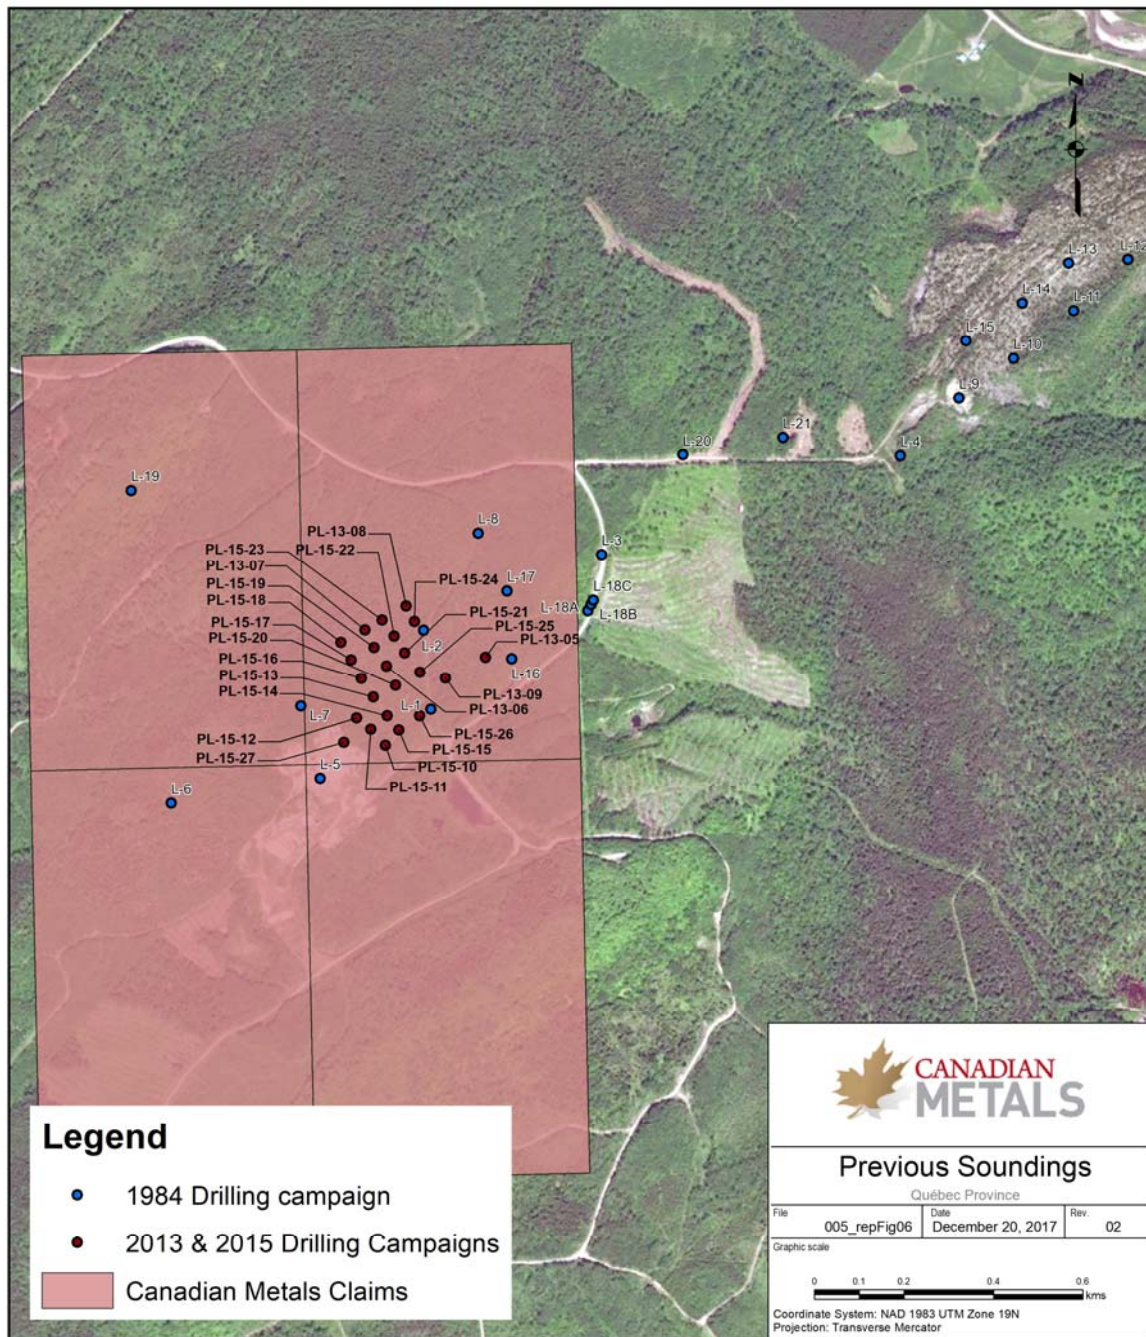 N
L-13
L-12
L-14
L-11
L-15
L-10
L-9
L-21
L-20
L-4
L-19
L-8
PL-13-08
PL-15-23
PL-15-22
L-3
PL-13-07
PL-15-24
L-17
PL-15-19
L-18C
PL-15-18
PL-15-21
L-18A
L-18B
PL-15-17
PL-15-25
PL-15-20
L-2
PL-13-05
PL-15-16
L-16
PL-15-13
PL-13-09
PL-15-14
L-1
PL-13-06
L-7
PL-15-26
PL-15-12
PL-15-15
PL-15-27
PL-15-10
L-5
PL-15-11
L-6
Legend
1984 Drilling campaign
2013 & 2015 Drilling Campaigns
Canadian Metals Claims
CANADIAN
METALS
Previous Soundings
Québec Province
File
005_repFig06
Date
December 20, 2017
Rev.
02
Graphic scale
0 0.1 0.2 0.4 0.6
kms
Coordinate System: NAD 1983 UTM Zone 19N
Projection: Transverse Mercator